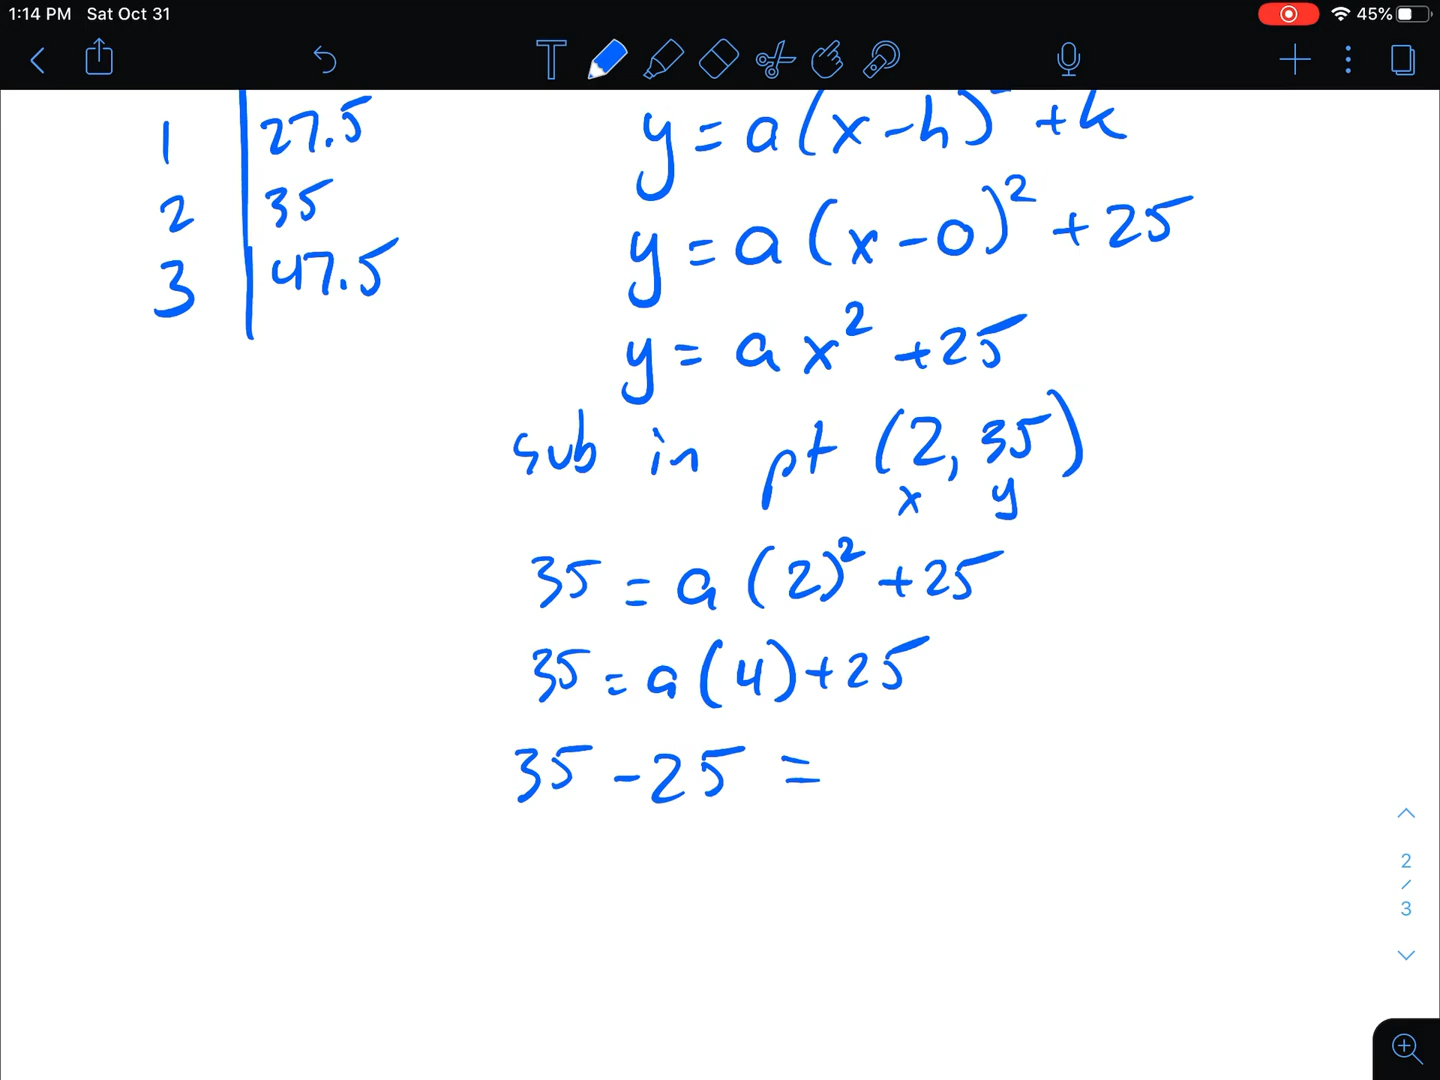 1:14 PM Sat Oct 31
45%
T
1 27.5
2 35
3 47.5
y = a(x-h)² + k
y = a(x-0)² + 25
y = ax² + 25
sub in pt (2, 35)
x y
35 = a(2)² + 25
35 = a(4) + 25
35 - 25 =
2
/
3